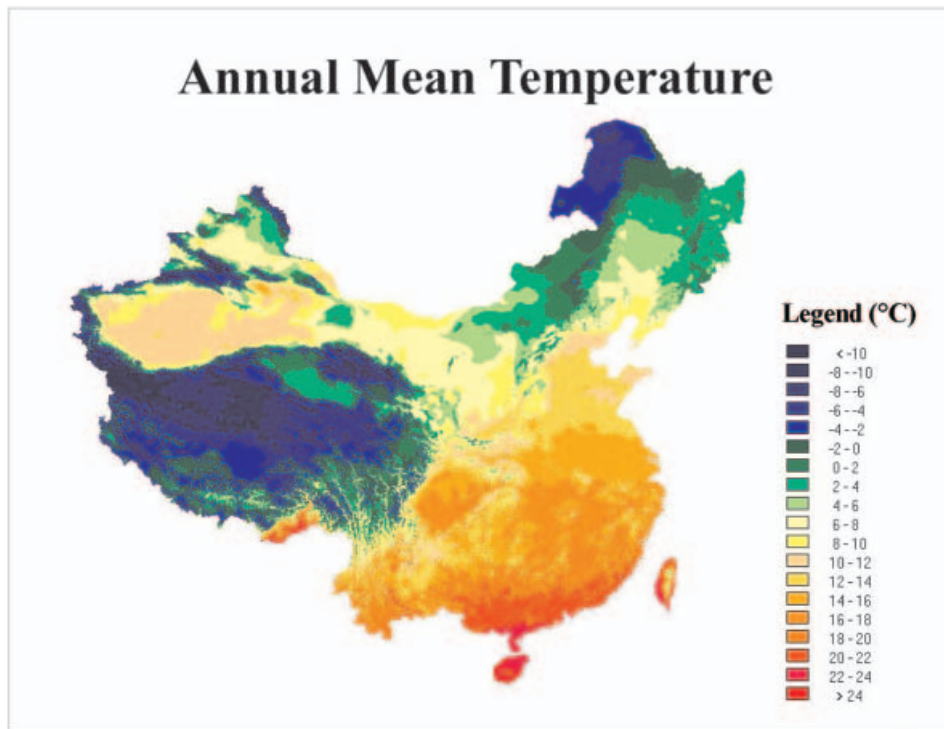 Annual Mean Temperature
Legend (°C)
< -10
-8 - -10
-8 - -6
-6 - -4
-4 - -2
-2 - 0
0 - 2
2 - 4
4 - 6
6 - 8
8 - 10
10 - 12
12 - 14
14 - 16
16 - 18
18 - 20
20 - 22
22 - 24
> 24